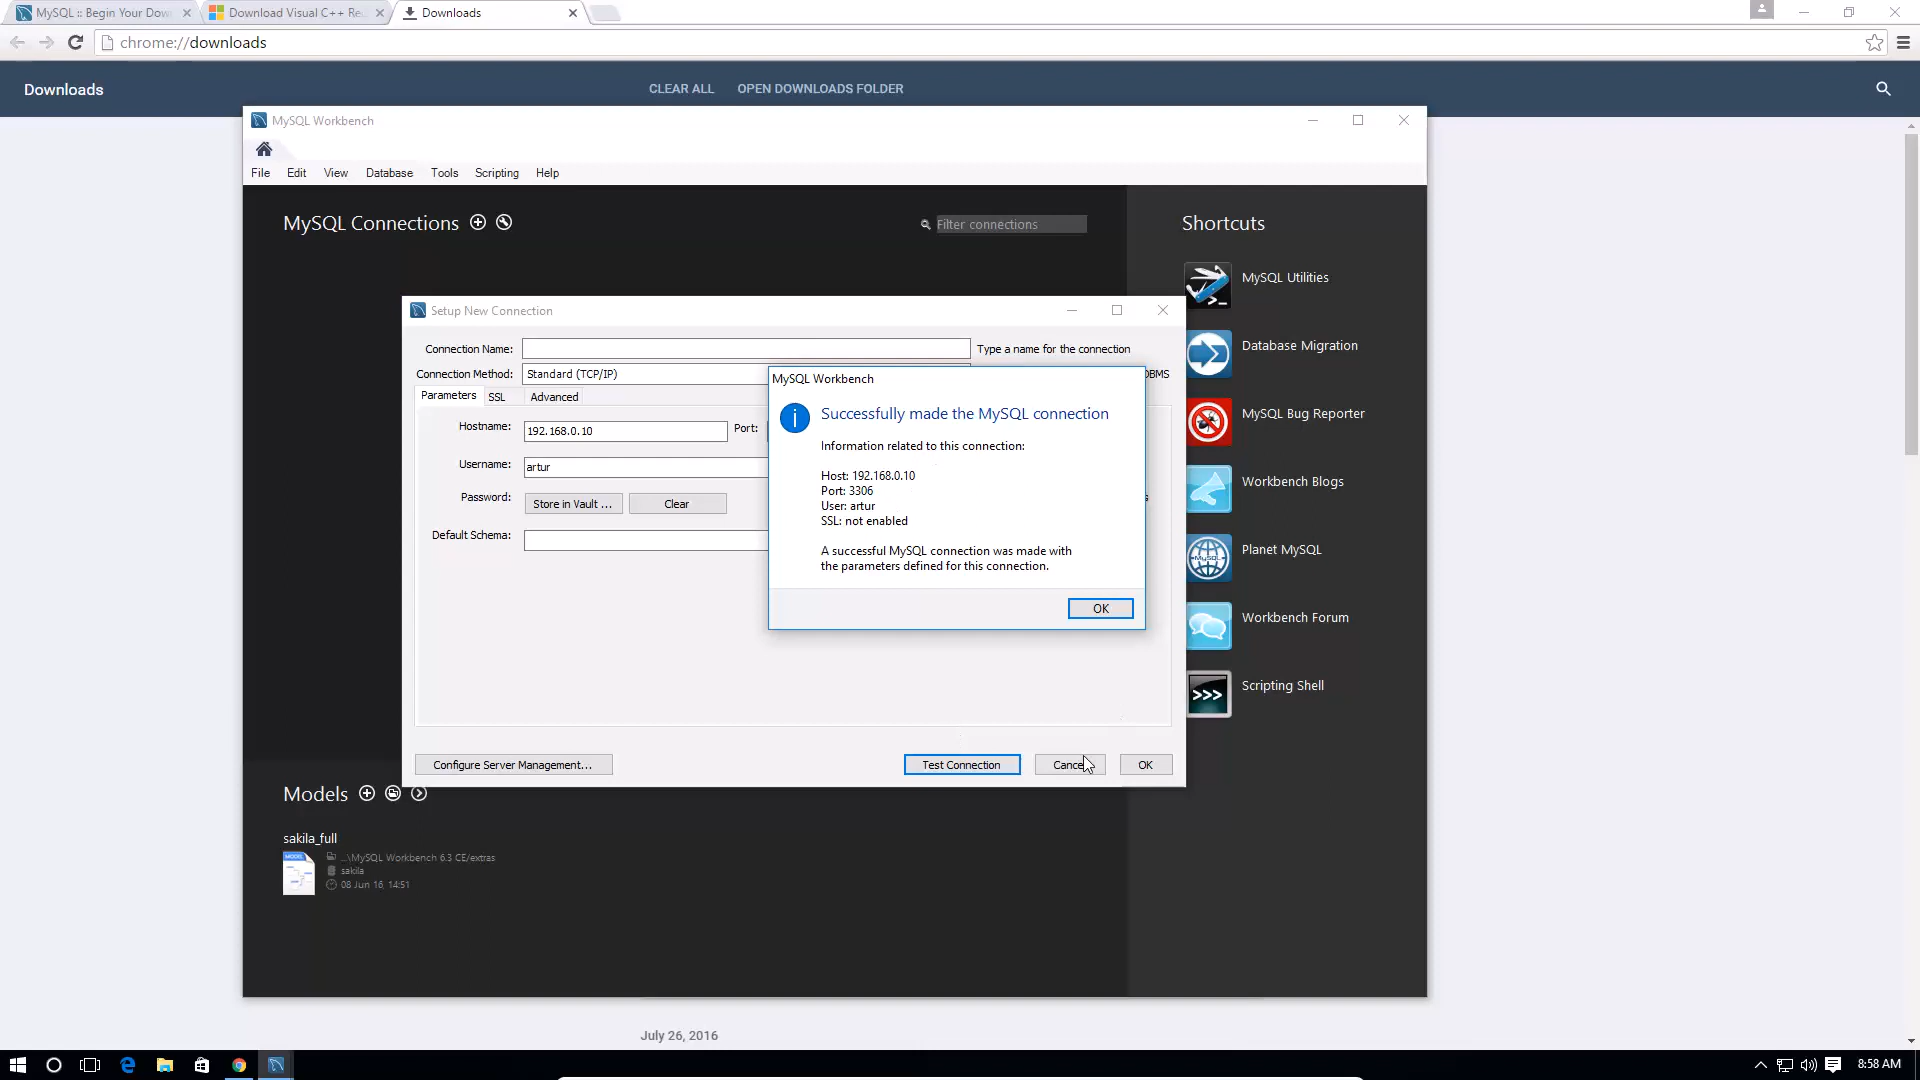 MySQL :: Begin Your Dow
Download Visual C++ Re
Downloads
chrome://downloads
Downloads
CLEAR ALL
OPEN DOWNLOADS FOLDER
MySQL Workbench
File Edit View Database Tools Scripting Help
MySQL Connections
Filter connections
Shortcuts
MySQL Utilities
Database Migration
MySQL Bug Reporter
Workbench Blogs
Planet MySQL
Workbench Forum
Scripting Shell
Setup New Connection
Connection Name:
Type a name for the connection
Connection Method: Standard (TCP/IP)
Parameters SSL Advanced
Hostname: 192.168.0.10 Port:
Username: artur
Password: Store in Vault ... Clear
Default Schema:
MySQL Workbench
Successfully made the MySQL connection
Information related to this connection:
Host: 192.168.0.10
Port: 3306
User: artur
SSL: not enabled
A successful MySQL connection was made with
the parameters defined for this connection.
OK
Configure Server Management...
Test Connection
Cancel
OK
Models
sakila_full
...\MySQL Workbench 6.3 CE/extras
sakila
08 Jun 16, 14:51
July 26, 2016
8:58 AM